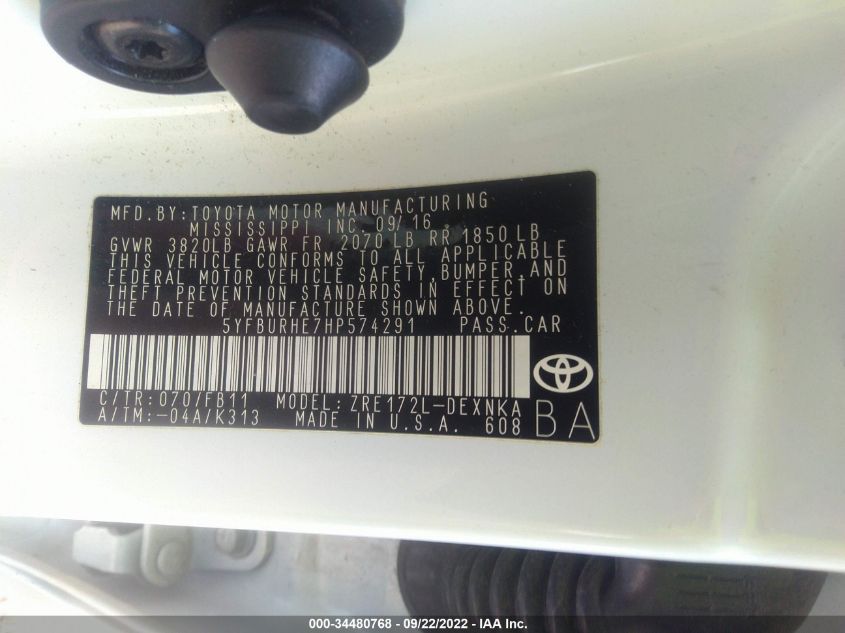 MFD.BY:TOYOTA MOTOR MANUFACTURING
MISSISSIPPI INC. 09/16
GVWR 3820LB GAWR FR 2070 LB RR 1850 LB
THIS VEHICLE CONFORMS TO ALL APPLICABLE
FEDERAL MOTOR VEHICLE SAFETY, BUMPER, AND
THEFT PREVENTION STANDARDS IN EFFECT ON
THE DATE OF MANUFACTURE SHOWN ABOVE.
5YFBURHE7HP574291 PASS.CAR
C/TR:070/FB11 MODEL:ZRE172L-DEXNKA
A/TM:-04A/K313 MADE IN U.S.A. 608 BA
000-34480768 - 09/22/2022 - IAA Inc.